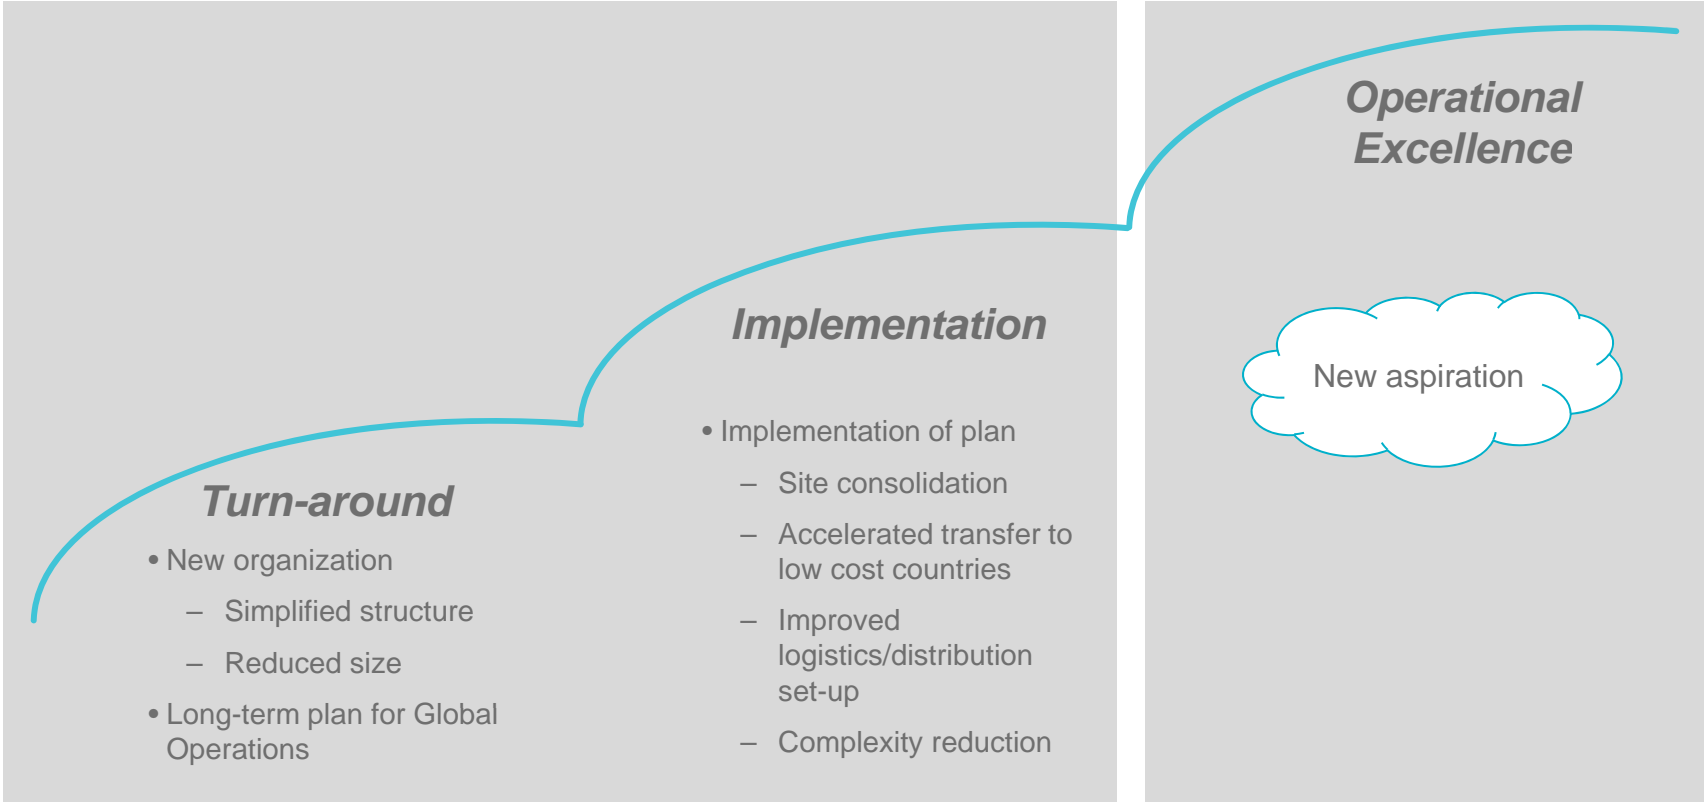 Turn-around
• New organization
– Simplified structure
– Reduced size
• Long-term plan for Global
Operations
Implementation
• Implementation of plan
– Site consolidation
– Accelerated transfer to
low cost countries
– Improved
logistics/distribution
set-up
– Complexity reduction
Operational
Excellence
New aspiration